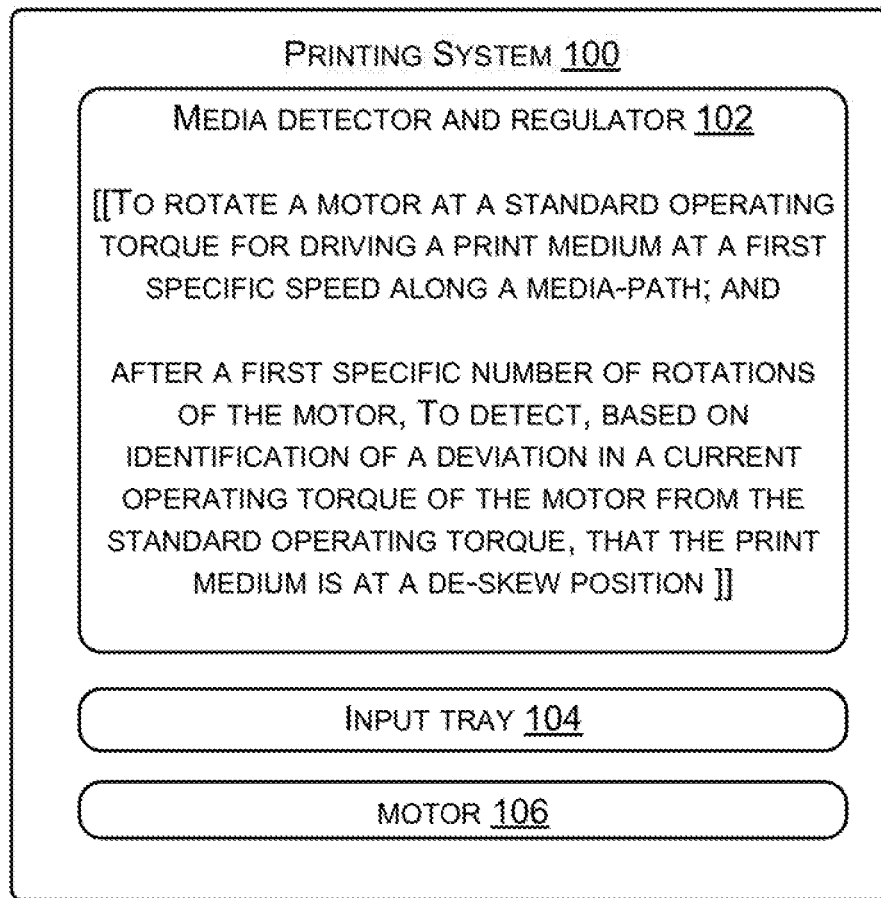 PRINTING SYSTEM 100
MEDIA DETECTOR AND REGULATOR 102
[[TO ROTATE A MOTOR AT A STANDARD OPERATING
TORQUE FOR DRIVING A PRINT MEDIUM AT A FIRST
SPECIFIC SPEED ALONG A MEDIA-PATH; AND
AFTER A FIRST SPECIFIC NUMBER OF ROTATIONS
OF THE MOTOR, TO DETECT, BASED ON
IDENTIFICATION OF A DEVIATION IN A CURRENT
OPERATING TORQUE OF THE MOTOR FROM THE
STANDARD OPERATING TORQUE, THAT THE PRINT
MEDIUM IS AT A DE-SKEW POSITION ]]
INPUT TRAY 104
MOTOR 106